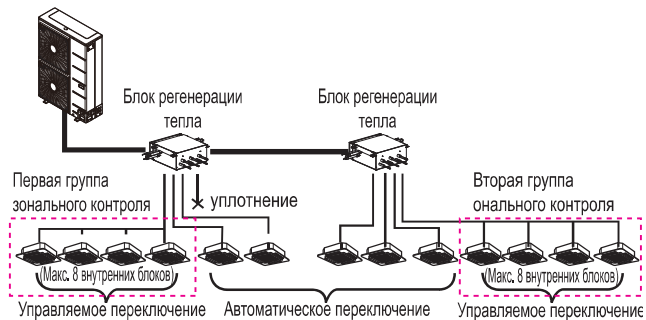 Блок регенерации
тепла
Блок регенерации
тепла
Первая группа
зонального контроля
уплотнение
Вторая группа
онального контроля
(Макс. 8 внутренних блоков)
(Макс. 8 внутренних блоков)
Управляемое переключение
Автоматическое переключение
Управляемое переключение